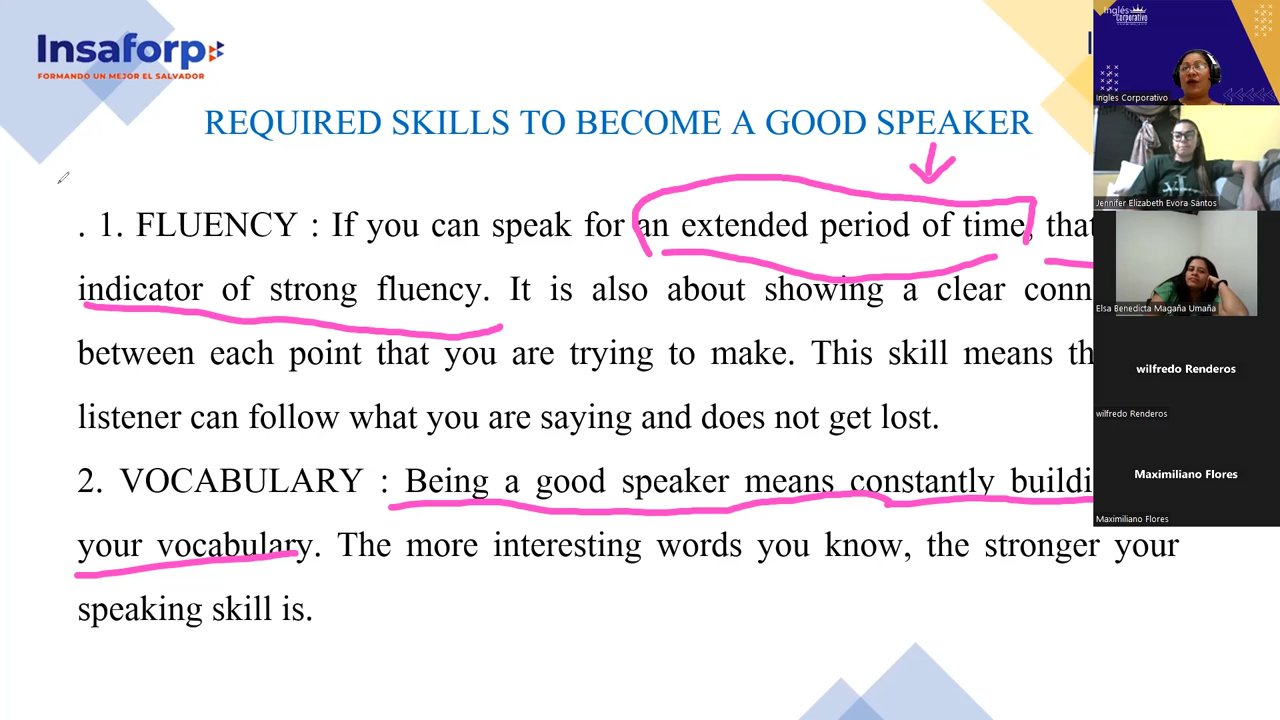 Insaforp
FORMANDO UN MEJOR EL SALVADOR
REQUIRED SKILLS TO BECOME A GOOD SPEAKER
. 1. FLUENCY : If you can speak for an extended period of time, that
indicator of strong fluency. It is also about showing a clear conn
between each point that you are trying to make. This skill means th
listener can follow what you are saying and does not get lost.
2. VOCABULARY : Being a good speaker means constantly buildi
your vocabulary. The more interesting words you know, the stronger your
speaking skill is.
Inglés
Corporativo
Ingles Corporativo
Jennifer Elizabeth Evora Santos
Elsa Benedicta Magaña Umaña
wilfredo Renderos
wilfredo Renderos
Maximiliano Flores
Maximiliano Flores